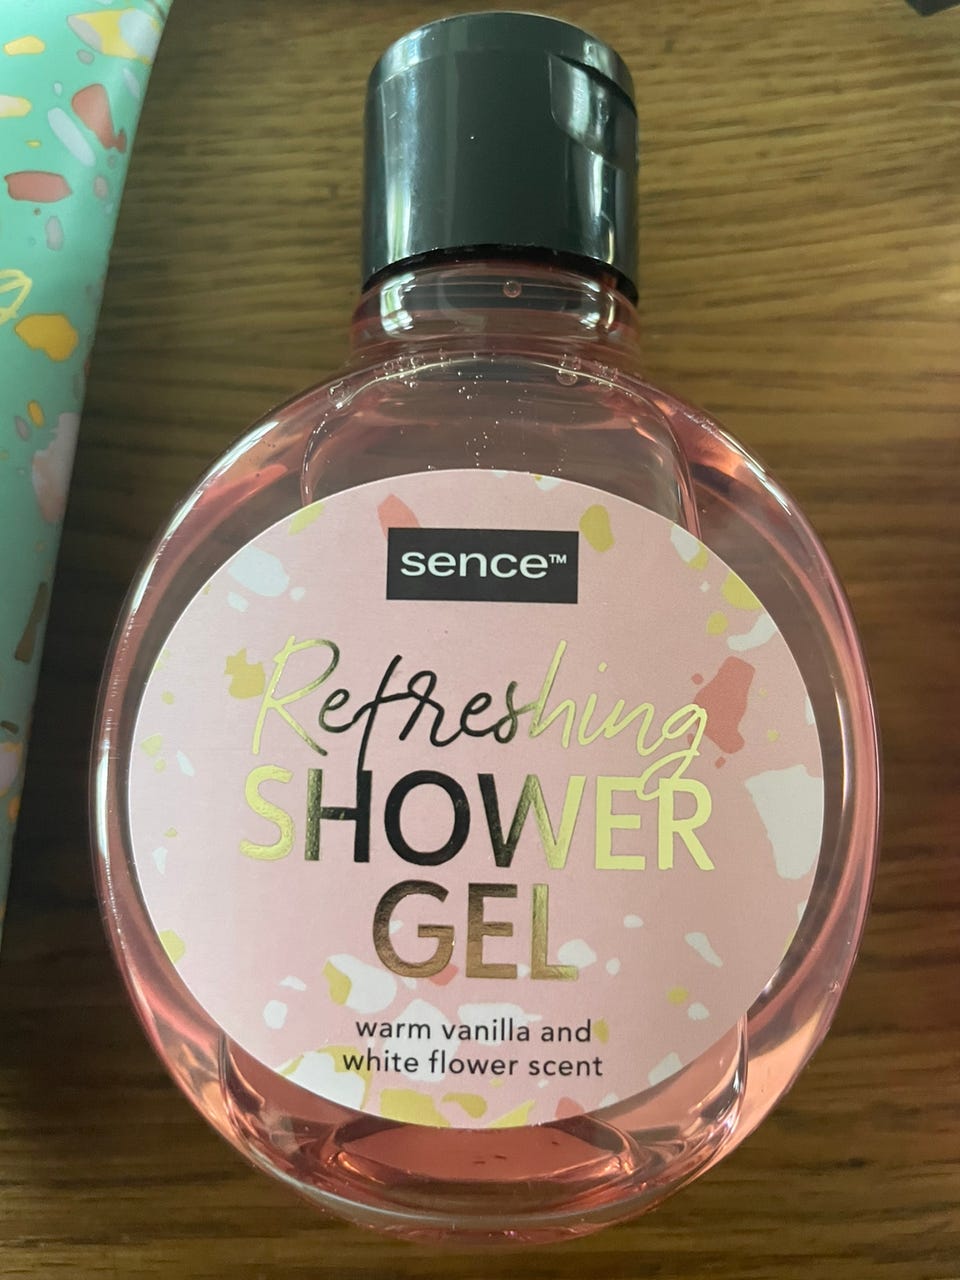 sence™
Refreshing
SHOWER
GEL
warm vanilla and
white flower scent